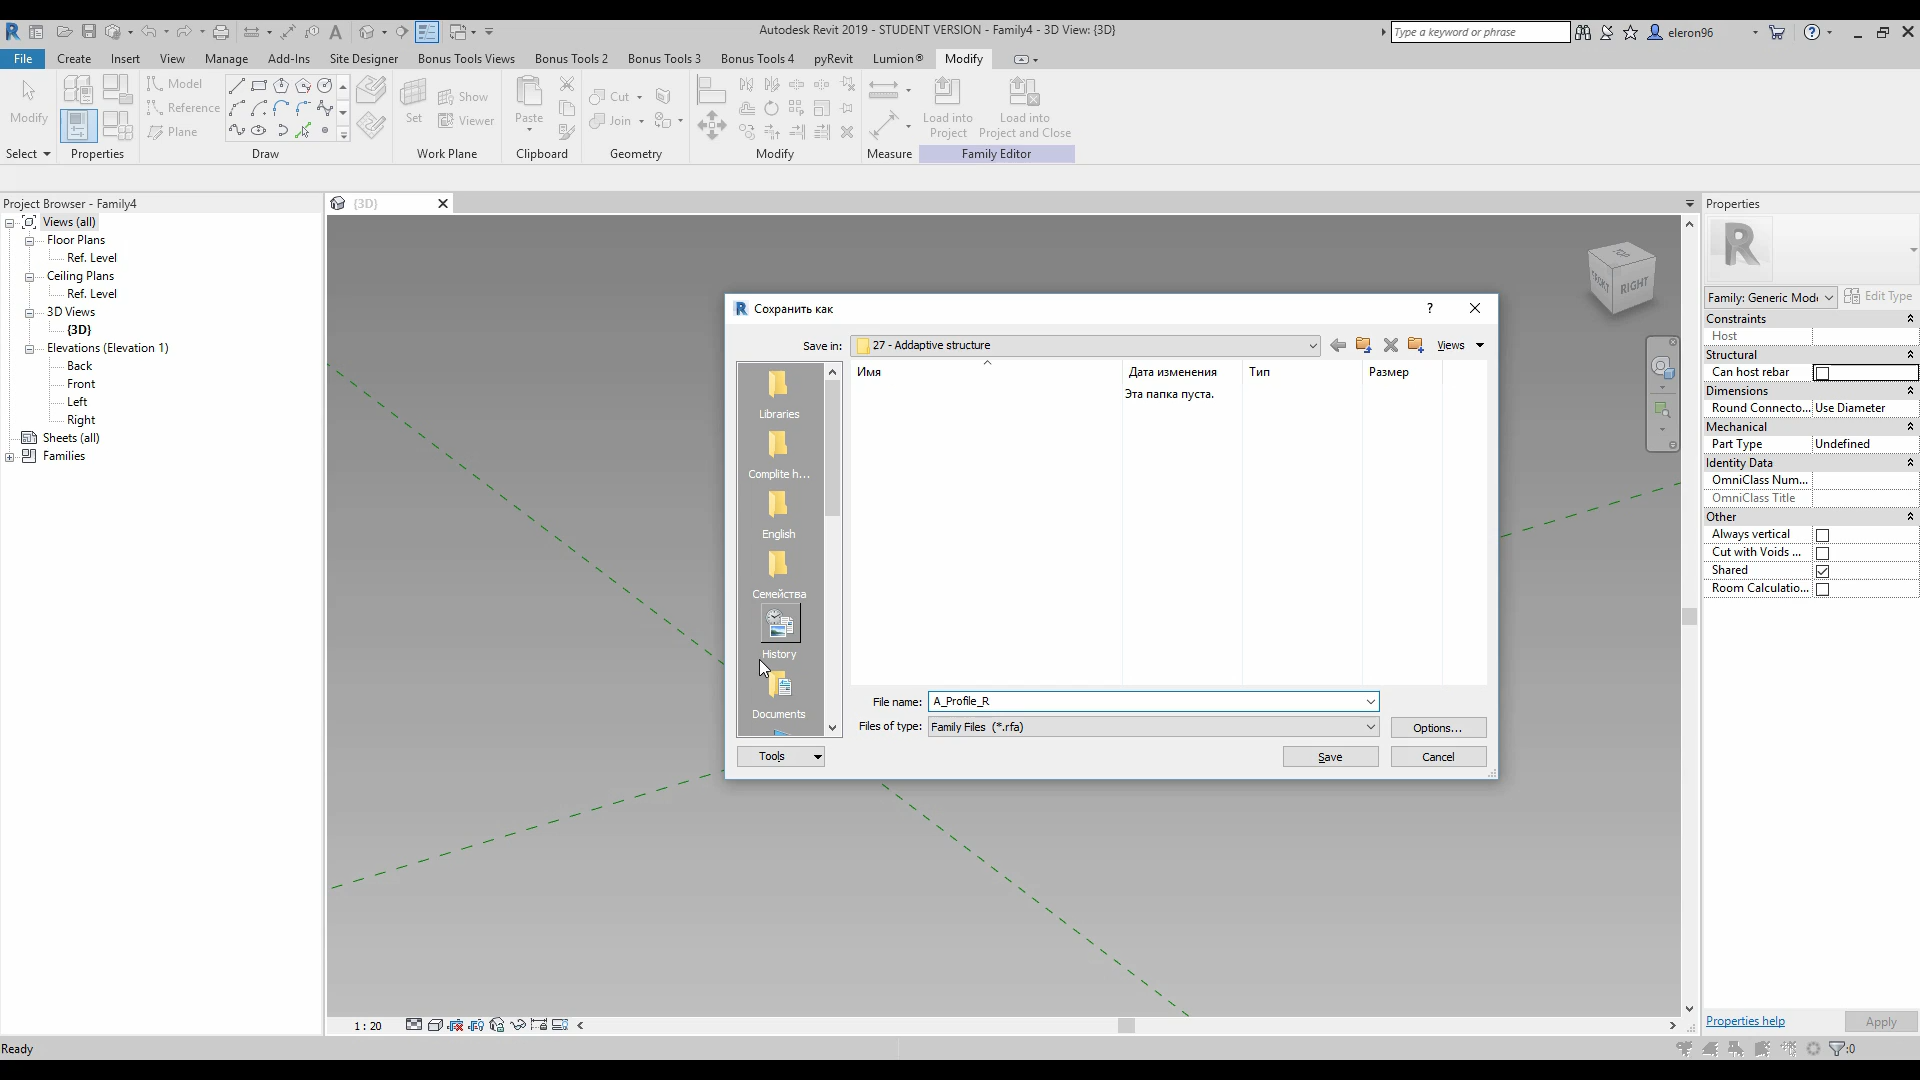 Autodesk Revit 2019 - STUDENT VERSION - Family4 - 3D View: {3D}
Type a keyword or phrase
eleron96
File Create Insert View Manage Add-Ins Site Designer Bonus Tools Views Bonus Tools 2 Bonus Tools 3 Bonus Tools 4 pyRevit Lumion® Modify
Modify
Model
Reference
Plane
Set
Show
Viewer
Paste
Cut
Join
Load into
Project
Load into
Project and Close
Select Properties Draw Work Plane Clipboard Geometry Modify Measure Family Editor
Project Browser - Family4
Views (all)
Floor Plans
Ref. Level
Ceiling Plans
Ref. Level
3D Views
{3D}
Elevations (Elevation 1)
Back
Front
Left
Right
Sheets (all)
Families
{3D}
TOP
FRONT
RIGHT
Сохранить как
Save in: 27 - Addaptive structure
Views
Имя Дата изменения Тип Размер
Эта папка пуста.
Libraries
Complite h...
English
Семейства
History
Documents
File name: A_Profile_R
Files of type: Family Files (*.rfa)
Options...
Tools
Save
Cancel
Properties
Family: Generic Mode
Edit Type
Constraints
Host
Structural
Can host rebar
Dimensions
Round Connecto... Use Diameter
Mechanical
Part Type Undefined
Identity Data
OmniClass Num...
OmniClass Title
Other
Always vertical
Cut with Voids ...
Shared
Room Calculatio...
Properties help
Apply
1 : 20
Ready
:0